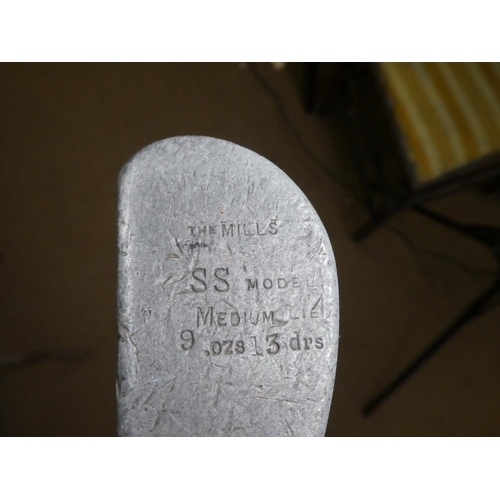 THE MILLS
SS MODEL
MEDIUM LIE
9 .OZS 13 drs